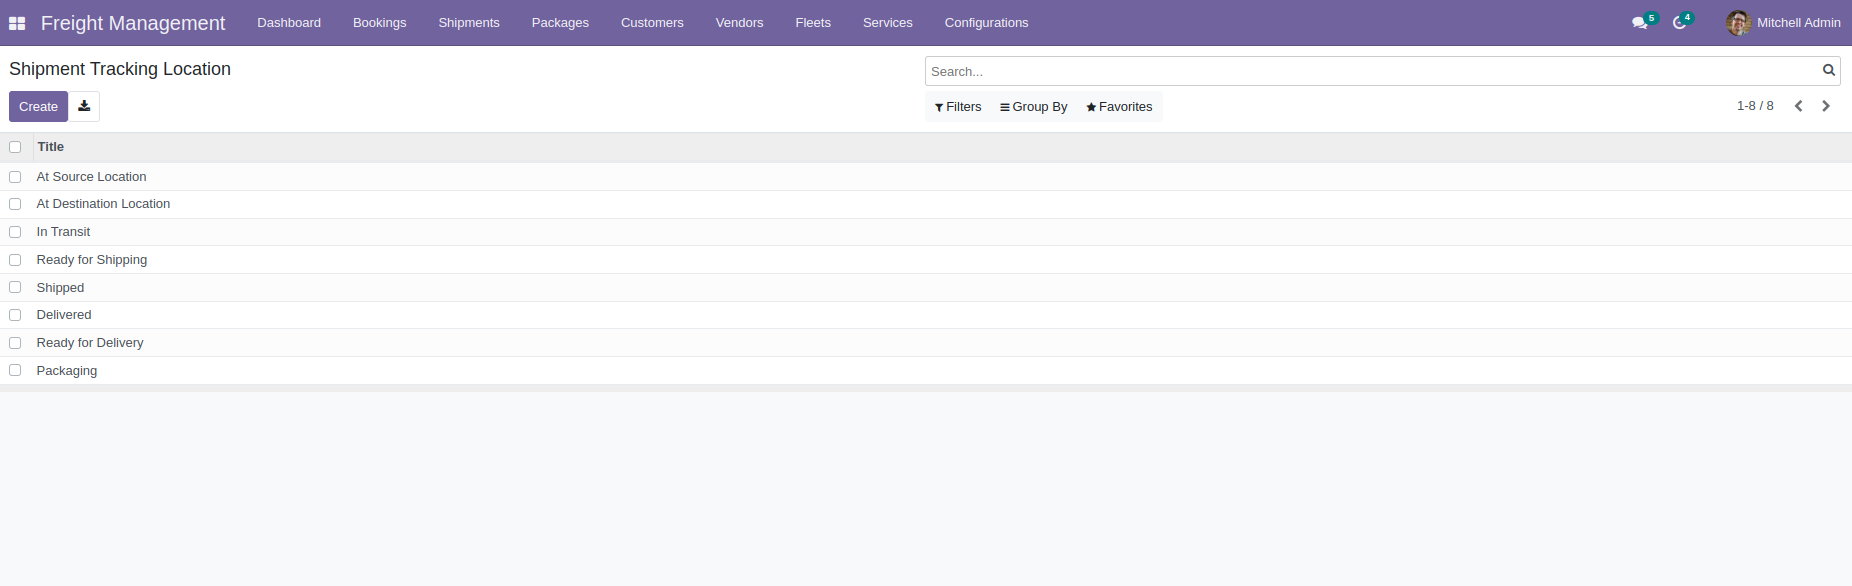 Freight Management Dashboard Bookings Shipments Packages Customers Vendors Fleets Services Configurations 5 4 Mitchell Admin
Shipment Tracking Location
Search...
Create
Filters Group By Favorites 1-8 / 8
Title
At Source Location
At Destination Location
In Transit
Ready for Shipping
Shipped
Delivered
Ready for Delivery
Packaging